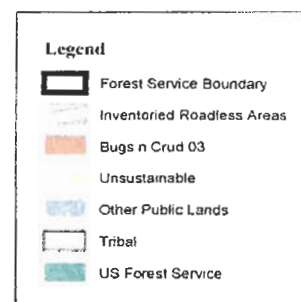 Legend
Forest Service Boundary
Inventoried Roadless Areas
Bugs n Crud 03
Unsustainable
Other Public Lands
Tribal
US Forest Service